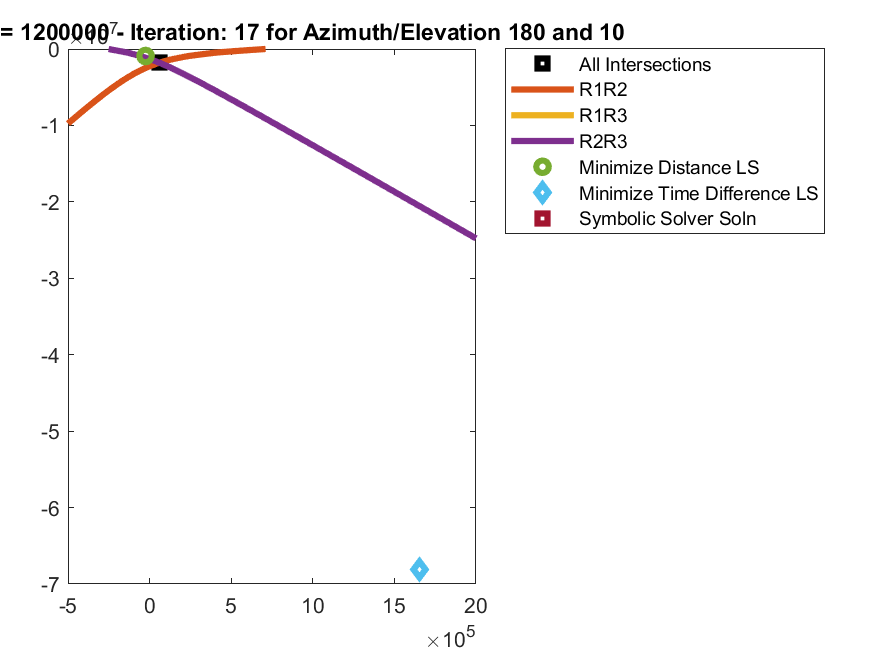 = 1200000 - Iteration: 17 for Azimuth/Elevation 180 and 10
×10^7
0
-1
-2
-3
-4
-5
-6
-7
-5 0 5 10 15 20
×10^5
All Intersections
R1R2
R1R3
R2R3
Minimize Distance LS
Minimize Time Difference LS
Symbolic Solver Soln